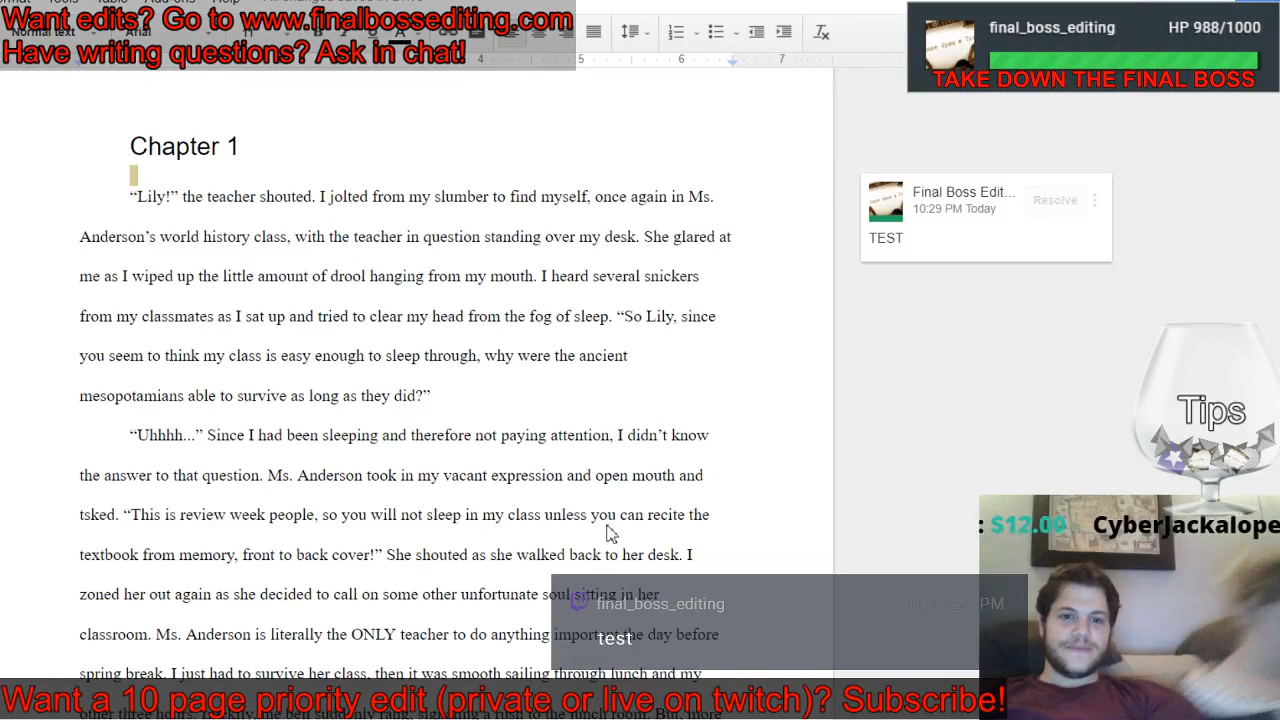 Want edits? Go to www.finalbossediting.com
Have writing questions? Ask in chat!
final_boss_editing HP 988/1000
TAKE DOWN THE FINAL BOSS
4 5 6 7
Chapter 1
“Lily!” the teacher shouted. I jolted from my slumber to find myself, once again in Ms.
Anderson’s world history class, with the teacher in question standing over my desk. She glared at
me as I wiped up the little amount of drool hanging from my mouth. I heard several snickers
from my classmates as I sat up and tried to clear my head from the fog of sleep. “So Lily, since
you seem to think my class is easy enough to sleep through, why were the ancient
mesopotamians able to survive as long as they did?”
“Uhhhh...” Since I had been sleeping and therefore not paying attention, I didn’t know
the answer to that question. Ms. Anderson took in my vacant expression and open mouth and
tsked. “This is review week people, so you will not sleep in my class unless you can recite the
textbook from memory, front to back cover!” She shouted as she walked back to her desk. I
zoned her out again as she decided to call on some other unfortunate soul sitting in her
classroom. Ms. Anderson is literally the ONLY teacher to do anything important the day before
spring break. I just had to survive her class, then it was smooth sailing through lunch and my
Final Boss Edit...
10:29 PM Today
Resolve
TEST
Tips
: $12.00 CyberJackalope
final_boss_editing PM
test
Want a 10 page priority edit (private or live on twitch)? Subscribe!